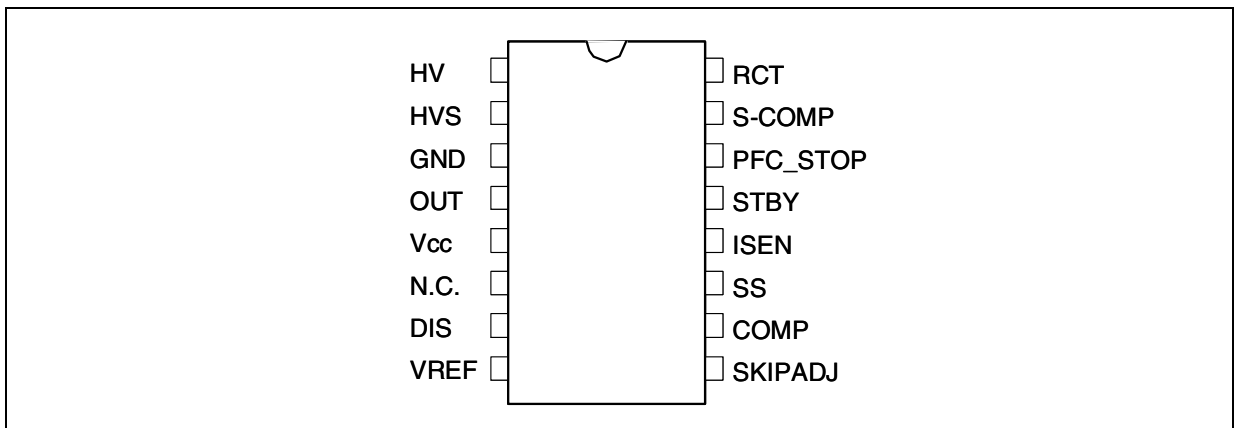 HV
HVS
GND
OUT
Vcc
N.C.
DIS
VREF
RCT
S-COMP
PFC_STOP
STBY
ISEN
SS
COMP
SKIPADJ